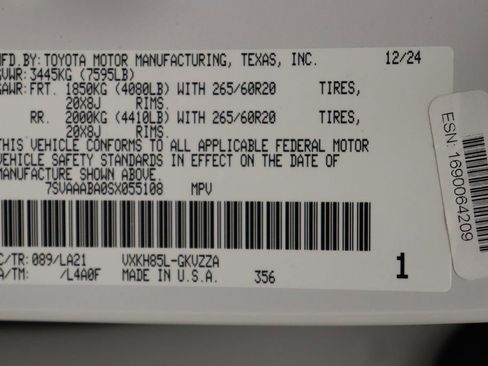 MFD.BY: TOYOTA MOTOR MANUFACTURING, TEXAS, INC. 12/24
GVWR: 3445KG (7595LB)
GAWR: FRT. 1850KG (4080LB) WITH 265/60R20 TIRES,
20X8J RIMS.
RR. 2000KG (4410LB) WITH 265/60R20 TIRES,
20X8J RIMS.
THIS VEHICLE CONFORMS TO ALL APPLICABLE FEDERAL MOTOR
VEHICLE SAFETY STANDARDS IN EFFECT ON THE DATE OF
MANUFACTURE SHOWN ABOVE.
7SVAAABA0SX055108 MPV
C/TR: 089/LA21 VXKH85L-GKVZZA
A/TM: /L4A0F MADE IN U.S.A. 356 1
ESN: 1690064209